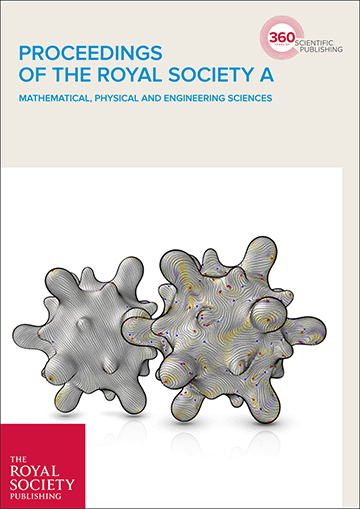 360
YEARS OF
SCIENTIFIC
PUBLISHING
PROCEEDINGS
OF THE ROYAL SOCIETY A
MATHEMATICAL, PHYSICAL AND ENGINEERING SCIENCES
THE
ROYAL
SOCIETY
PUBLISHING